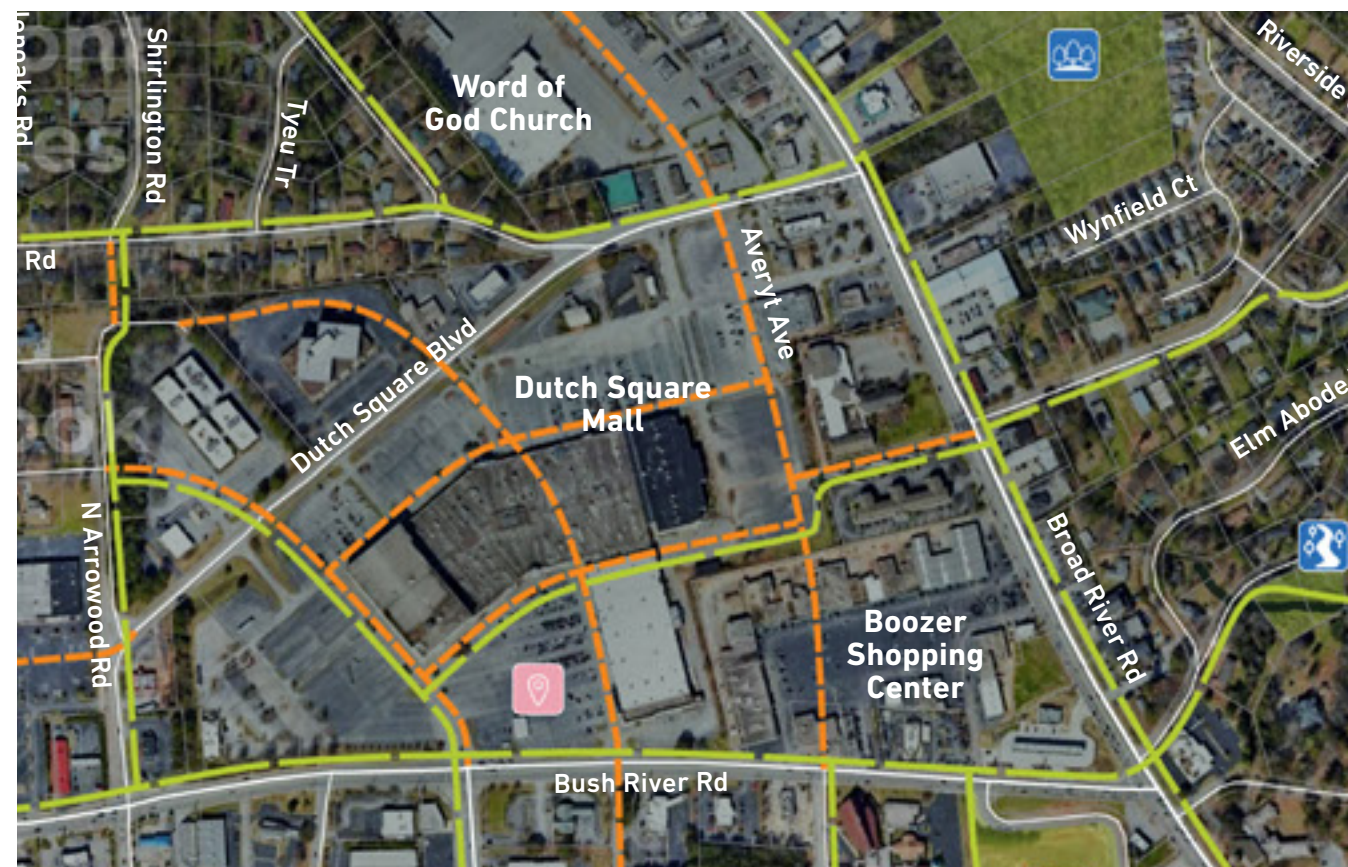 Shirlington Rd
Tyeu Tr
Word of
God Church
Riverside
Wynfield Ct
Rd
Averyt Ave
Dutch Square Blvd
Dutch Square
Mall
Elm Abode
N Arrowood Rd
Broad River Rd
Boozer
Shopping
Center
Bush River Rd